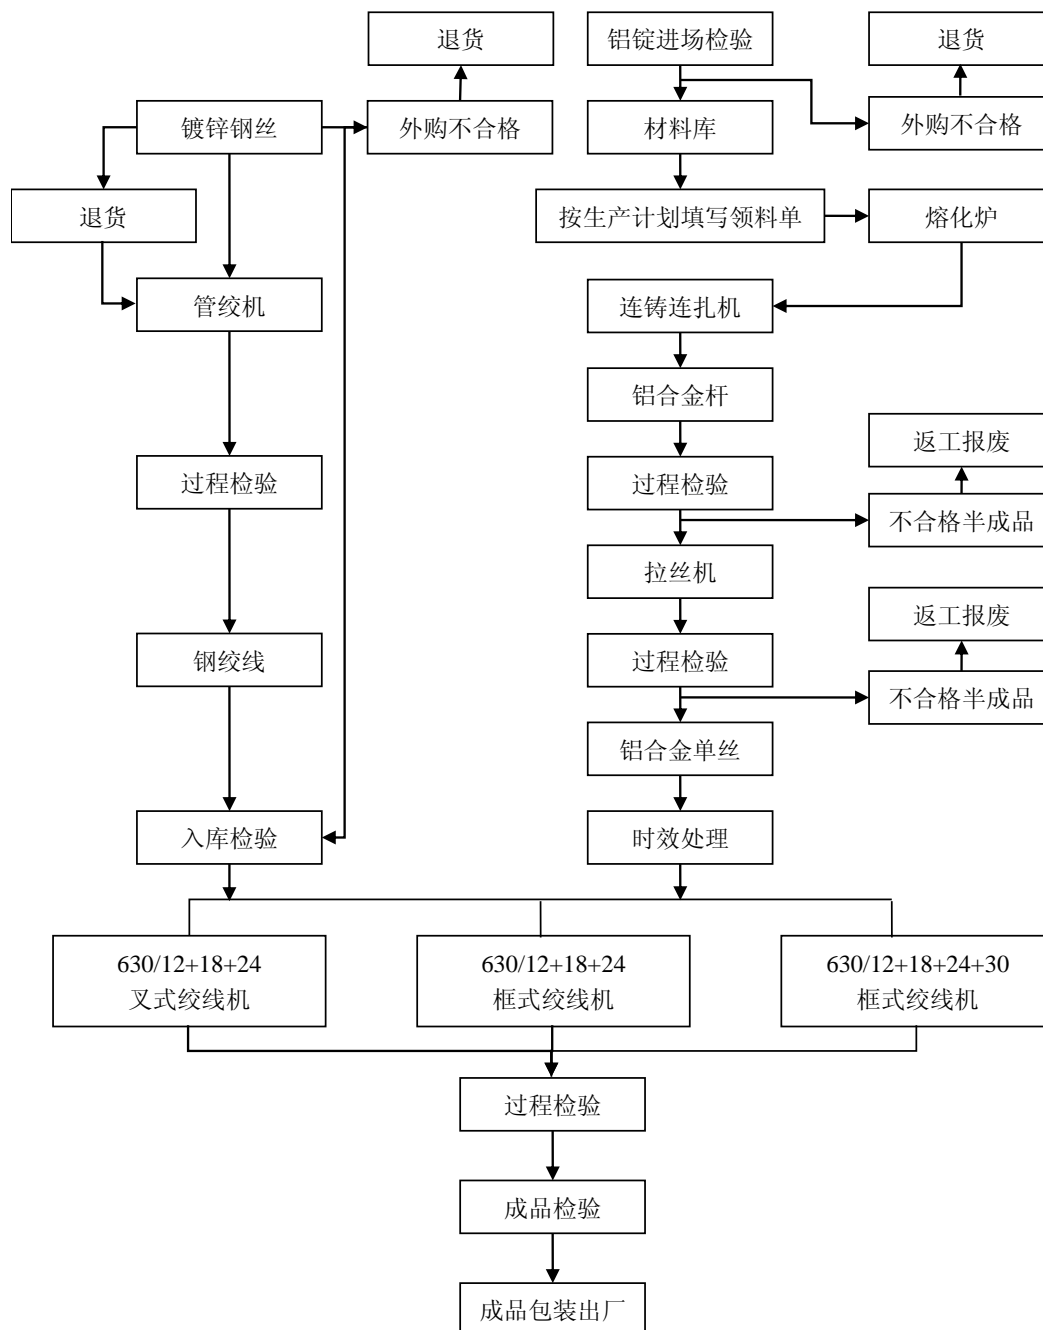 退货
铝锭进场检验
退货
镀锌钢丝
外购不合格
材料库
外购不合格
退货
按生产计划填写领料单
熔化炉
管绞机
连铸连扎机
铝合金杆
返工报废
过程检验
过程检验
不合格半成品
拉丝机
返工报废
钢绞线
过程检验
不合格半成品
铝合金单丝
入库检验
时效处理
630/12+18+24
叉式绞线机
630/12+18+24
框式绞线机
630/12+18+24+30
框式绞线机
过程检验
成品检验
成品包装出厂